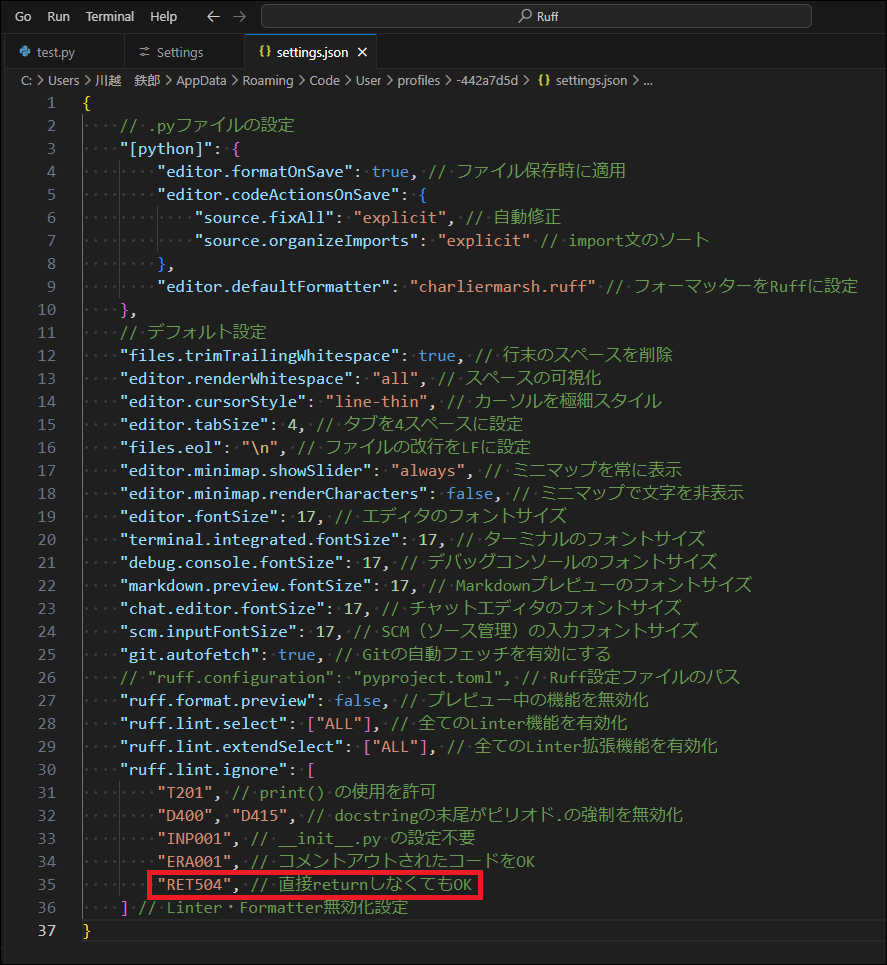 Go Run Terminal Help ← → Ruff
test.py Settings {} settings.json ×
C: > Users > 川越 鉄郎 > AppData > Roaming > Code > User > profiles > -442a7d5d > {} settings.json > ...
1 {
2 // .pyファイルの設定
3 "[python]": {
4 "editor.formatOnSave": true, // ファイル保存時に適用
5 "editor.codeActionsOnSave": {
6 "source.fixAll": "explicit", // 自動修正
7 "source.organizeImports": "explicit" // import文のソート
8 },
9 "editor.defaultFormatter": "charliermarsh.ruff" // フォーマッターをRuffに設定
10 },
11 // デフォルト設定
12 "files.trimTrailingWhitespace": true, // 行末のスペースを削除
13 "editor.renderWhitespace": "all", // スペースの可視化
14 "editor.cursorStyle": "line-thin", // カーソルを極細スタイル
15 "editor.tabSize": 4, // タブを4スペースに設定
16 "files.eol": "\n", // ファイルの改行をLFに設定
17 "editor.minimap.showSlider": "always", // ミニマップを常に表示
18 "editor.minimap.renderCharacters": false, // ミニマップで文字を非表示
19 "editor.fontSize": 17, // エディタのフォントサイズ
20 "terminal.integrated.fontSize": 17, // ターミナルのフォントサイズ
21 "debug.console.fontSize": 17, // デバッグコンソールのフォントサイズ
22 "markdown.preview.fontSize": 17, // Markdownプレビューのフォントサイズ
23 "chat.editor.fontSize": 17, // チャットエディタのフォントサイズ
24 "scm.inputFontSize": 17, // SCM（ソース管理）の入力フォントサイズ
25 "git.autofetch": true, // Gitの自動フェッチを有効にする
26 // "ruff.configuration": "pyproject.toml", // Ruff設定ファイルのパス
27 "ruff.format.preview": false, // プレビュー中の機能を無効化
28 "ruff.lint.select": ["ALL"], // 全てのLinter機能を有効化
29 "ruff.lint.extendSelect": ["ALL"], // 全てのLinter拡張機能を有効化
30 "ruff.lint.ignore": [
31 "T201", // print() の使用を許可
32 "D400", "D415", // docstringの末尾がピリオド.の強制を無効化
33 "INP001", // __init__.py の設定不要
34 "ERA001", // コメントアウトされたコードをOK
35 "RET504", // 直接returnしなくてもOK
36 ] // Linter・Formatter無効化設定
37 }